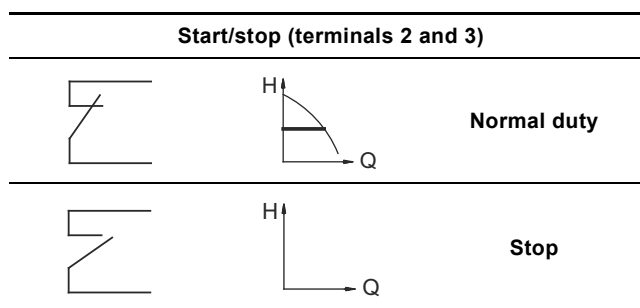 Start/stop (terminals 2 and 3)
H
Q
Normal duty
H
Q
Stop